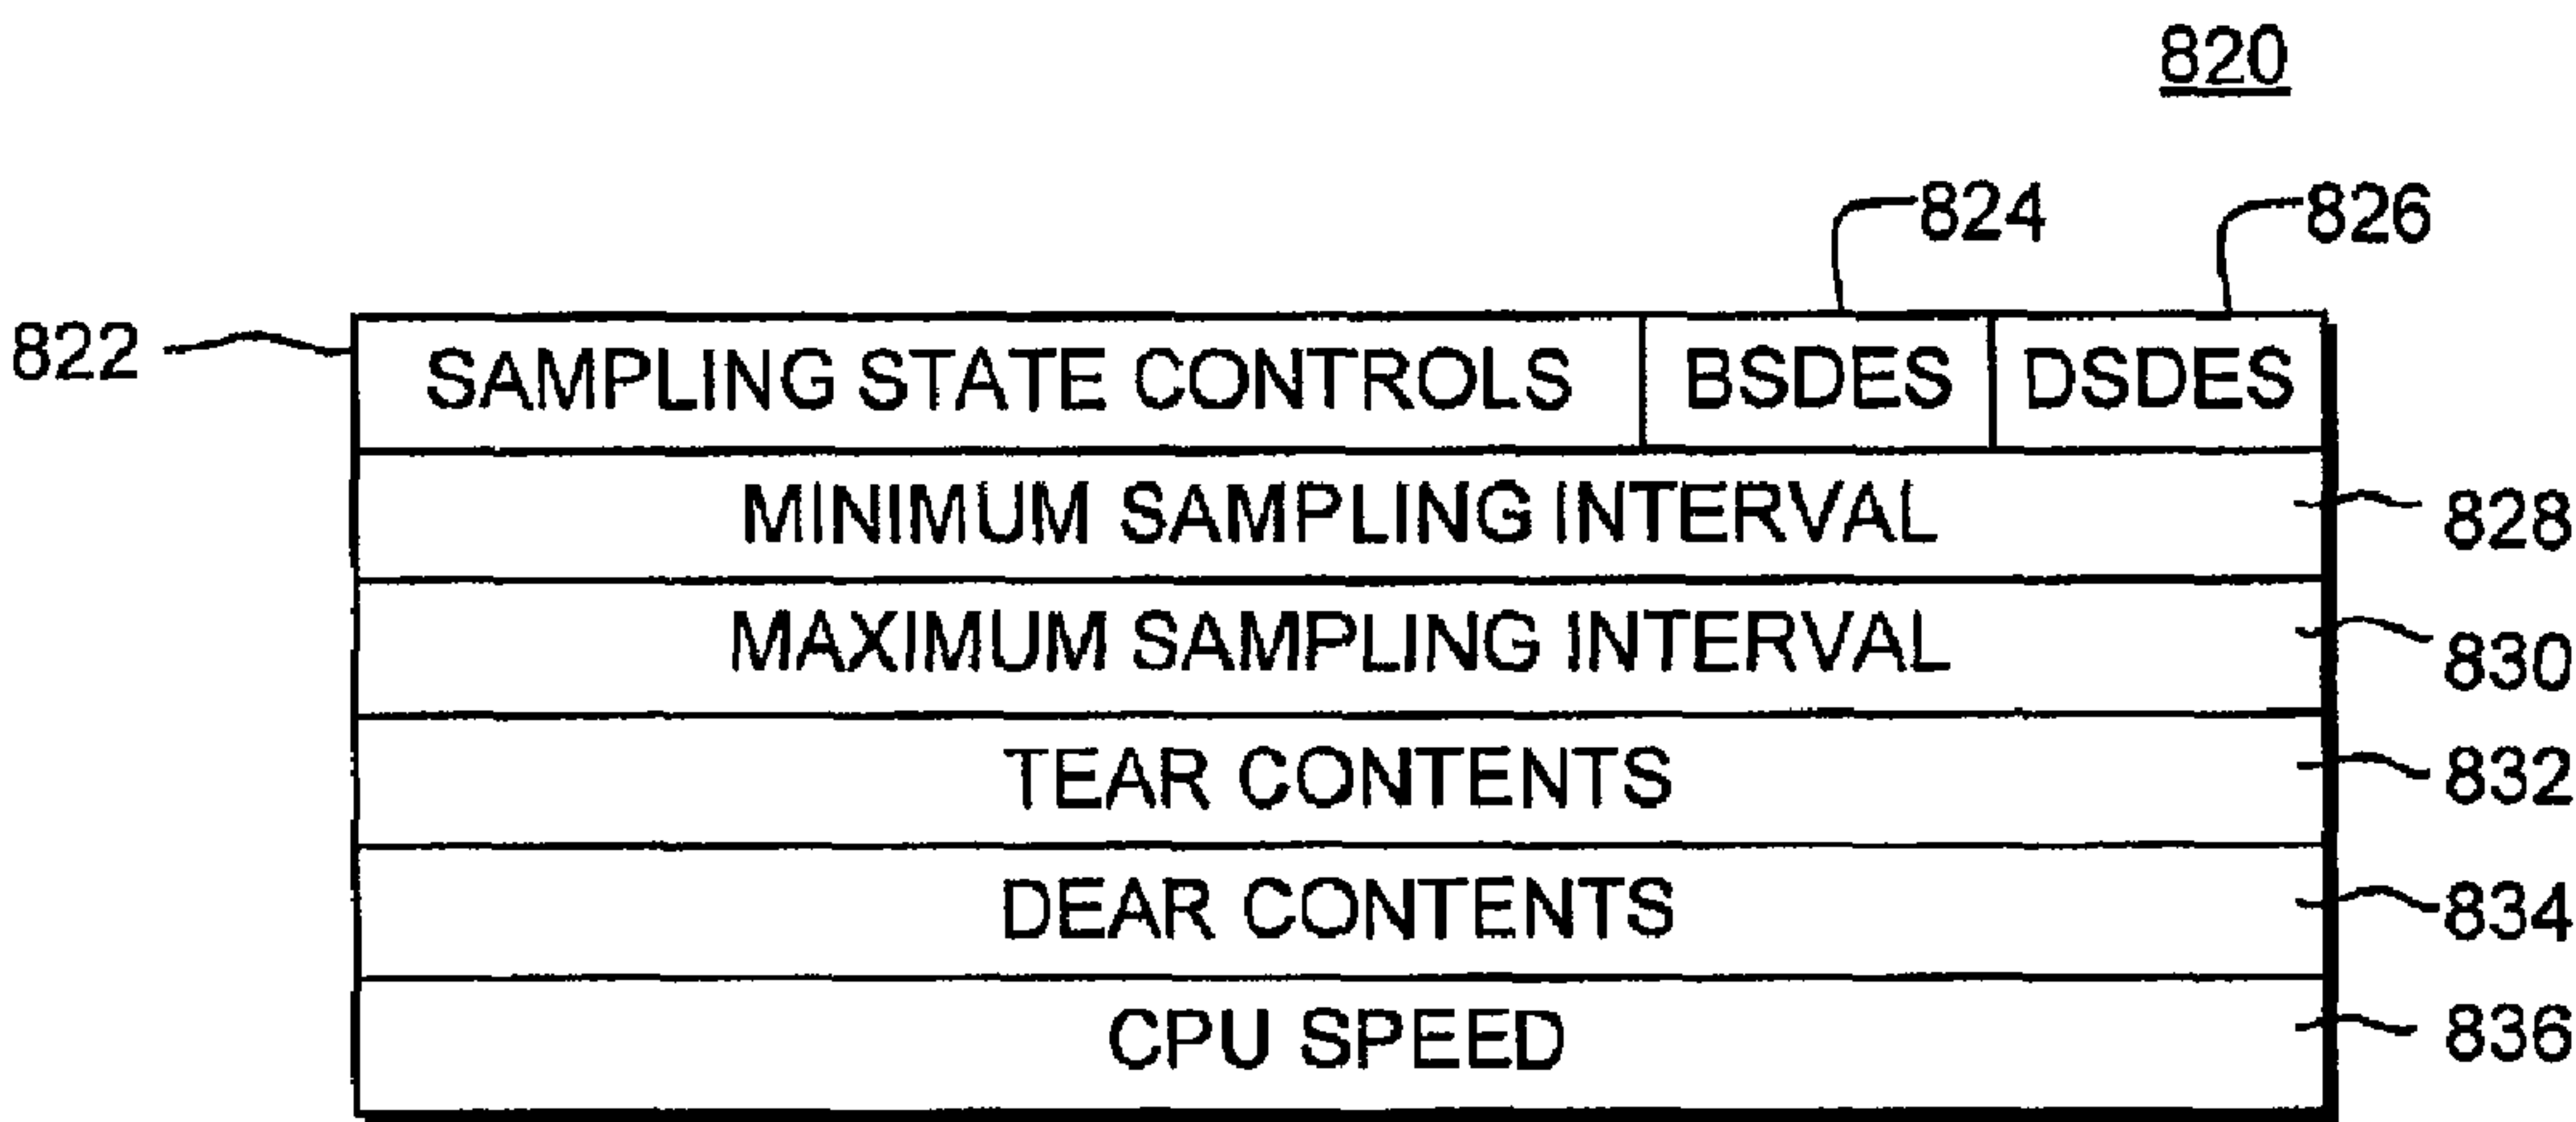 820
824 826
822 SAMPLING STATE CONTROLS BSDES DSDES
MINIMUM SAMPLING INTERVAL 828
MAXIMUM SAMPLING INTERVAL 830
TEAR CONTENTS 832
DEAR CONTENTS 834
CPU SPEED 836